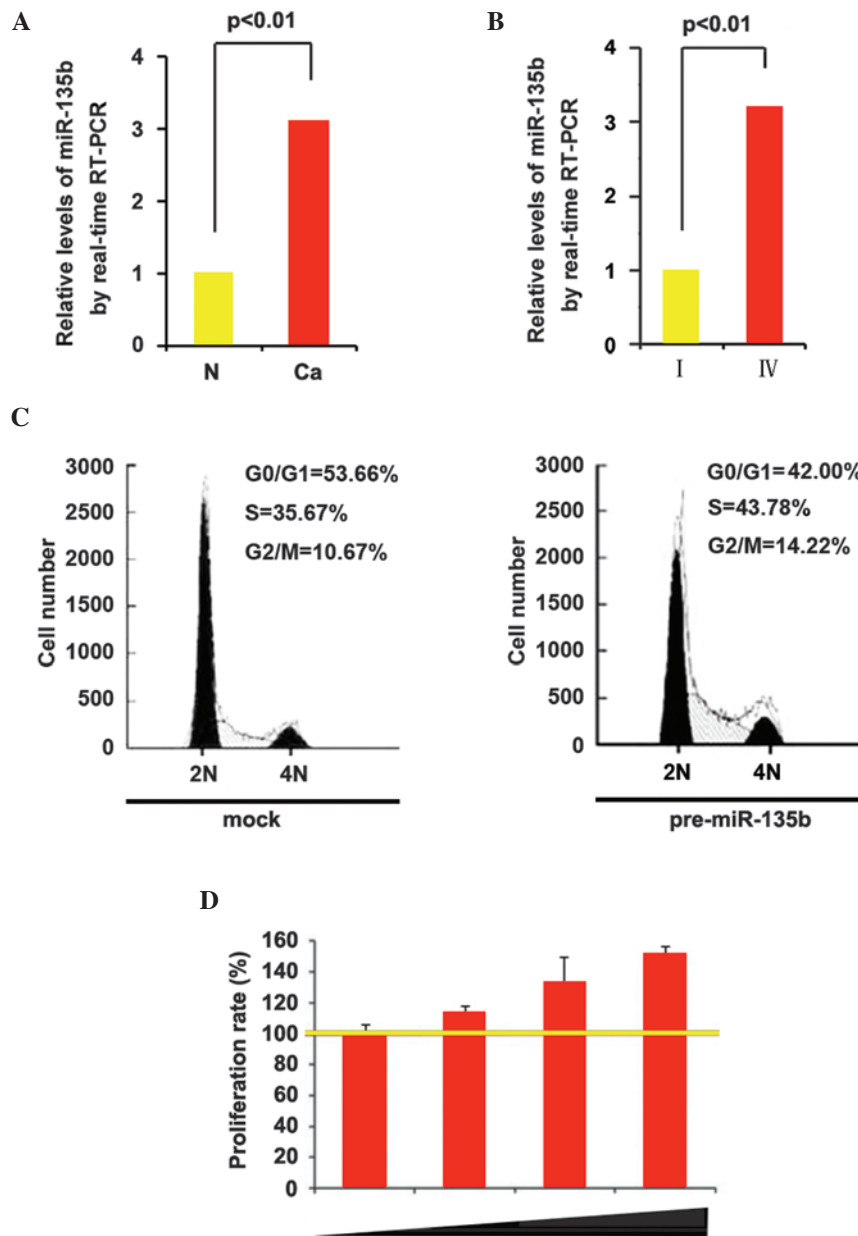 A
p<0.01
Relative levels of miR-135b
by real-time RT-PCR
4
3
2
1
0
N Ca
B
p<0.01
Relative levels of miR-135b
by real-time RT-PCR
4
3
2
1
0
I IV
C
Cell number
3000
2500
2000
1500
1000
500
0
G0/G1=53.66%
S=35.67%
G2/M=10.67%
2N 4N
mock
Cell number
3000
2500
2000
1500
1000
500
0
G0/G1=42.00%
S=43.78%
G2/M=14.22%
2N 4N
pre-miR-135b
D
Proliferation rate (%)
160
140
120
100
80
60
40
20
0